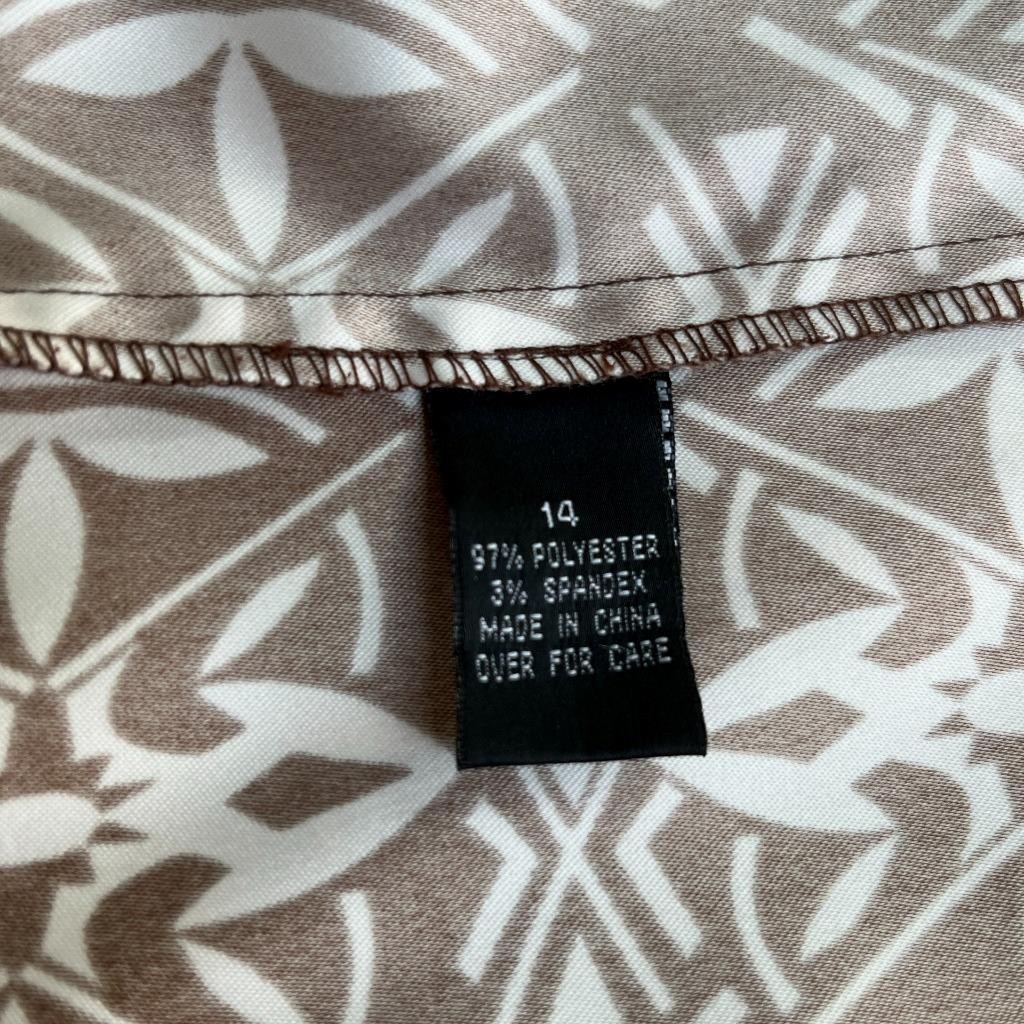 14
97% POLYESTER
3% SPANDEX
MADE IN CHINA
OVER FOR CARE